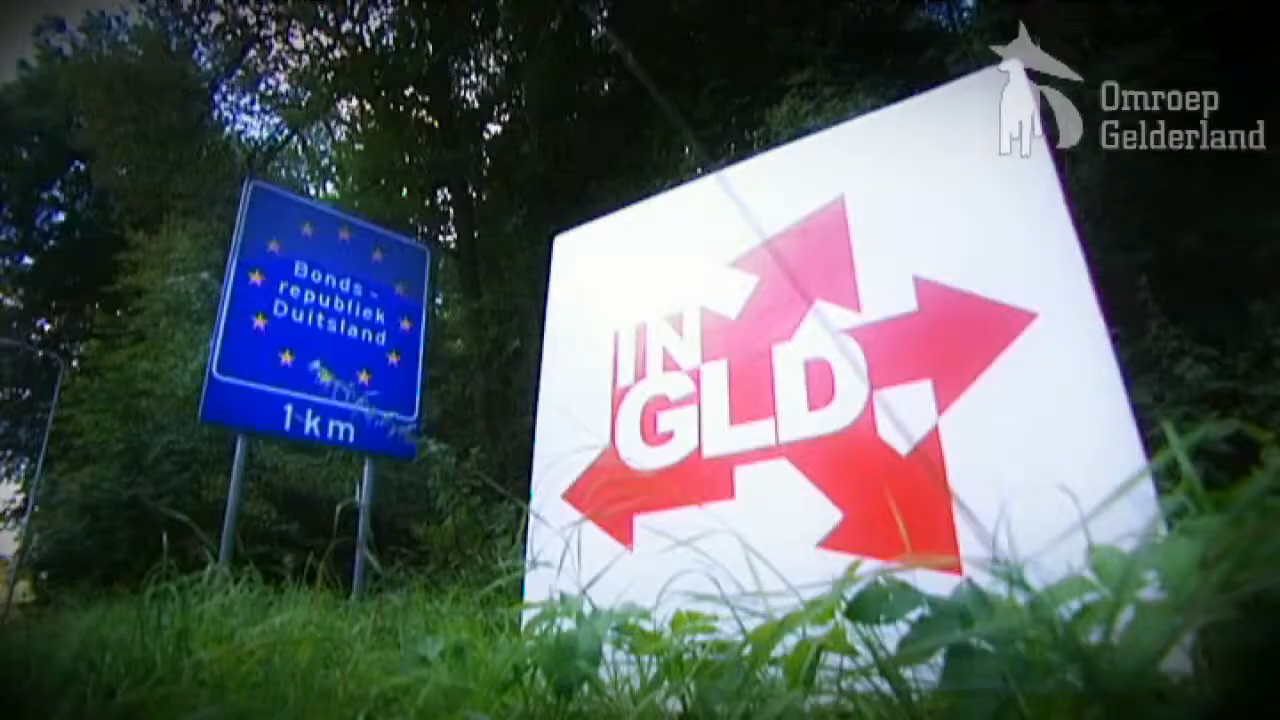 Bonds-
republiek
Duitsland
1 km
IN
GLD
Omroep
Gelderland